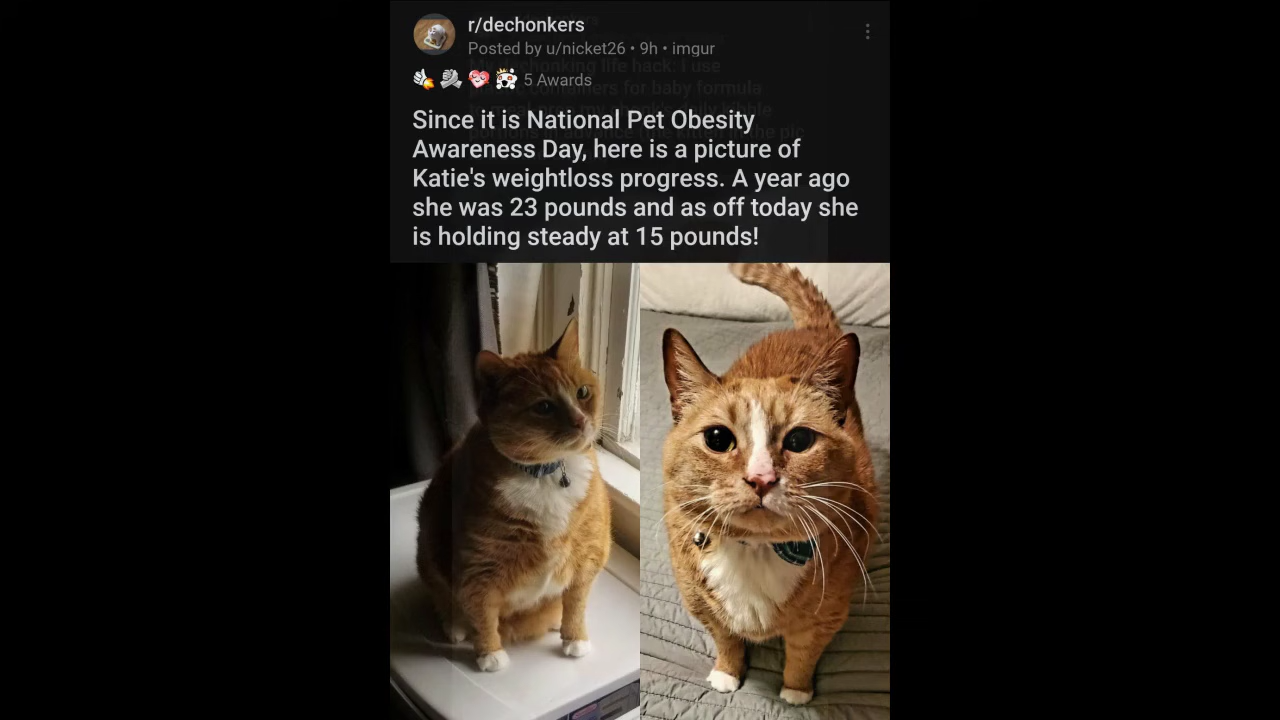 r/dechonkers
Posted by u/nicket26 • 9h • imgur
5 Awards
Since it is National Pet Obesity
Awareness Day, here is a picture of
Katie's weightloss progress. A year ago
she was 23 pounds and as off today she
is holding steady at 15 pounds!